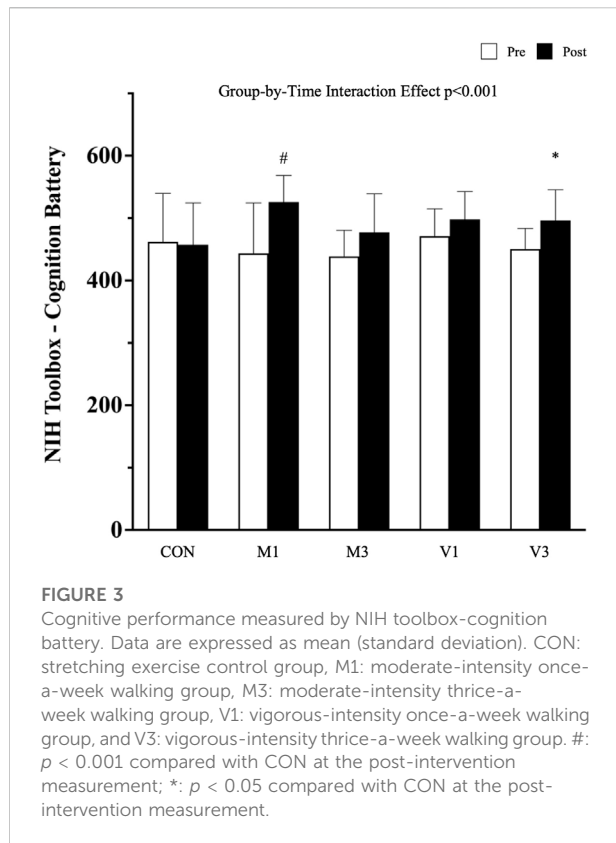 Pre Post
Group-by-Time Interaction Effect p<0.001
NIH Toolbox - Cognition Battery
600
#
*
400
200
0
CON M1 M3 V1 V3
FIGURE 3
Cognitive performance measured by NIH toolbox-cognition
battery. Data are expressed as mean (standard deviation). CON:
stretching exercise control group, M1: moderate-intensity once-
a-week walking group, M3: moderate-intensity thrice-a-
week walking group, V1: vigorous-intensity once-a-week walking
group, and V3: vigorous-intensity thrice-a-week walking group. #:
p < 0.001 compared with CON at the post-intervention
measurement; *: p < 0.05 compared with CON at the post-
intervention measurement.